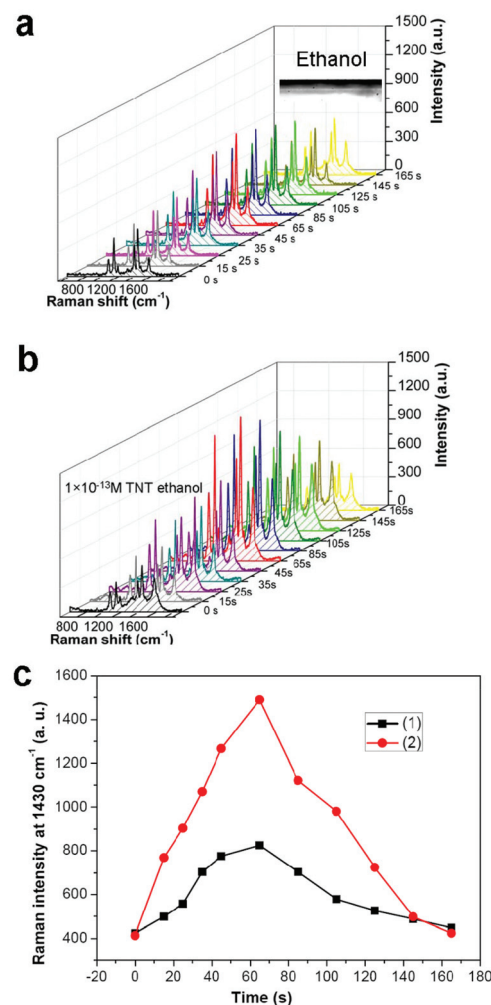 a
Ethanol
1500
1200
900
600
300
0
Intensity (a.u.)
165 s
145 s
125 s
105 s
85 s
65 s
45 s
35 s
25 s
15 s
0 s
800 1200 1600
Raman shift (cm-1)
b
1×10-13M TNT ethanol
1500
1200
900
600
300
0
Intensity (a.u.)
165s
145s
125s
105s
85s
65s
45s
35s
25s
15s
0 s
800 1200 1600
Raman shift (cm-1)
c
Raman intensity at 1430 cm-1 (a. u.)
1600
1400
1200
1000
800
600
400
(1)
(2)
-20 0 20 40 60 80 100 120 140 160 180
Time (s)